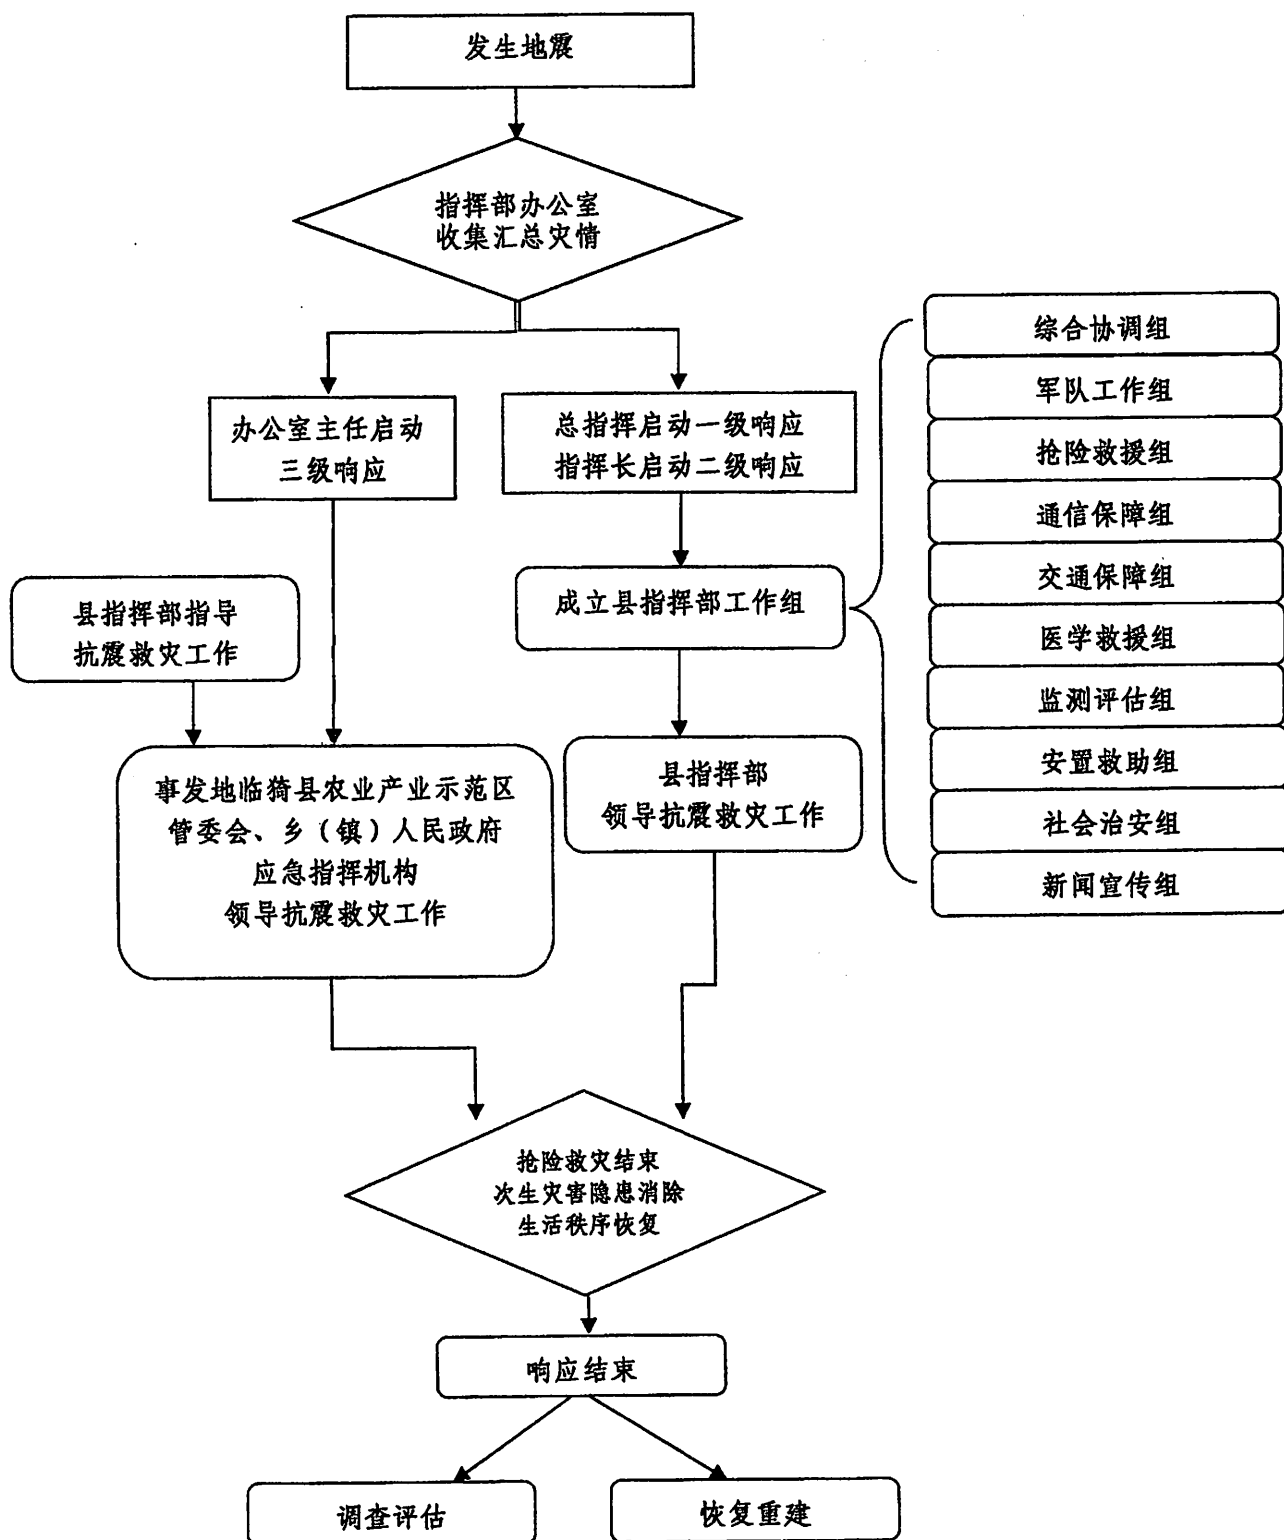 发生地震
指挥部办公室
收集汇总灾情
办公室主任启动
三级响应
总指挥启动一级响应
指挥长启动二级响应
县指挥部指导
抗震救灾工作
成立县指挥部工作组
综合协调组
军队工作组
抢险救援组
通信保障组
交通保障组
医学救援组
监测评估组
安置救助组
社会治安组
新闻宣传组
事发地临猗县农业产业示范区
管委会、乡（镇）人民政府
应急指挥机构
领导抗震救灾工作
县指挥部
领导抗震救灾工作
抢险救灾结束
次生灾害隐患消除
生活秩序恢复
响应结束
调查评估
恢复重建